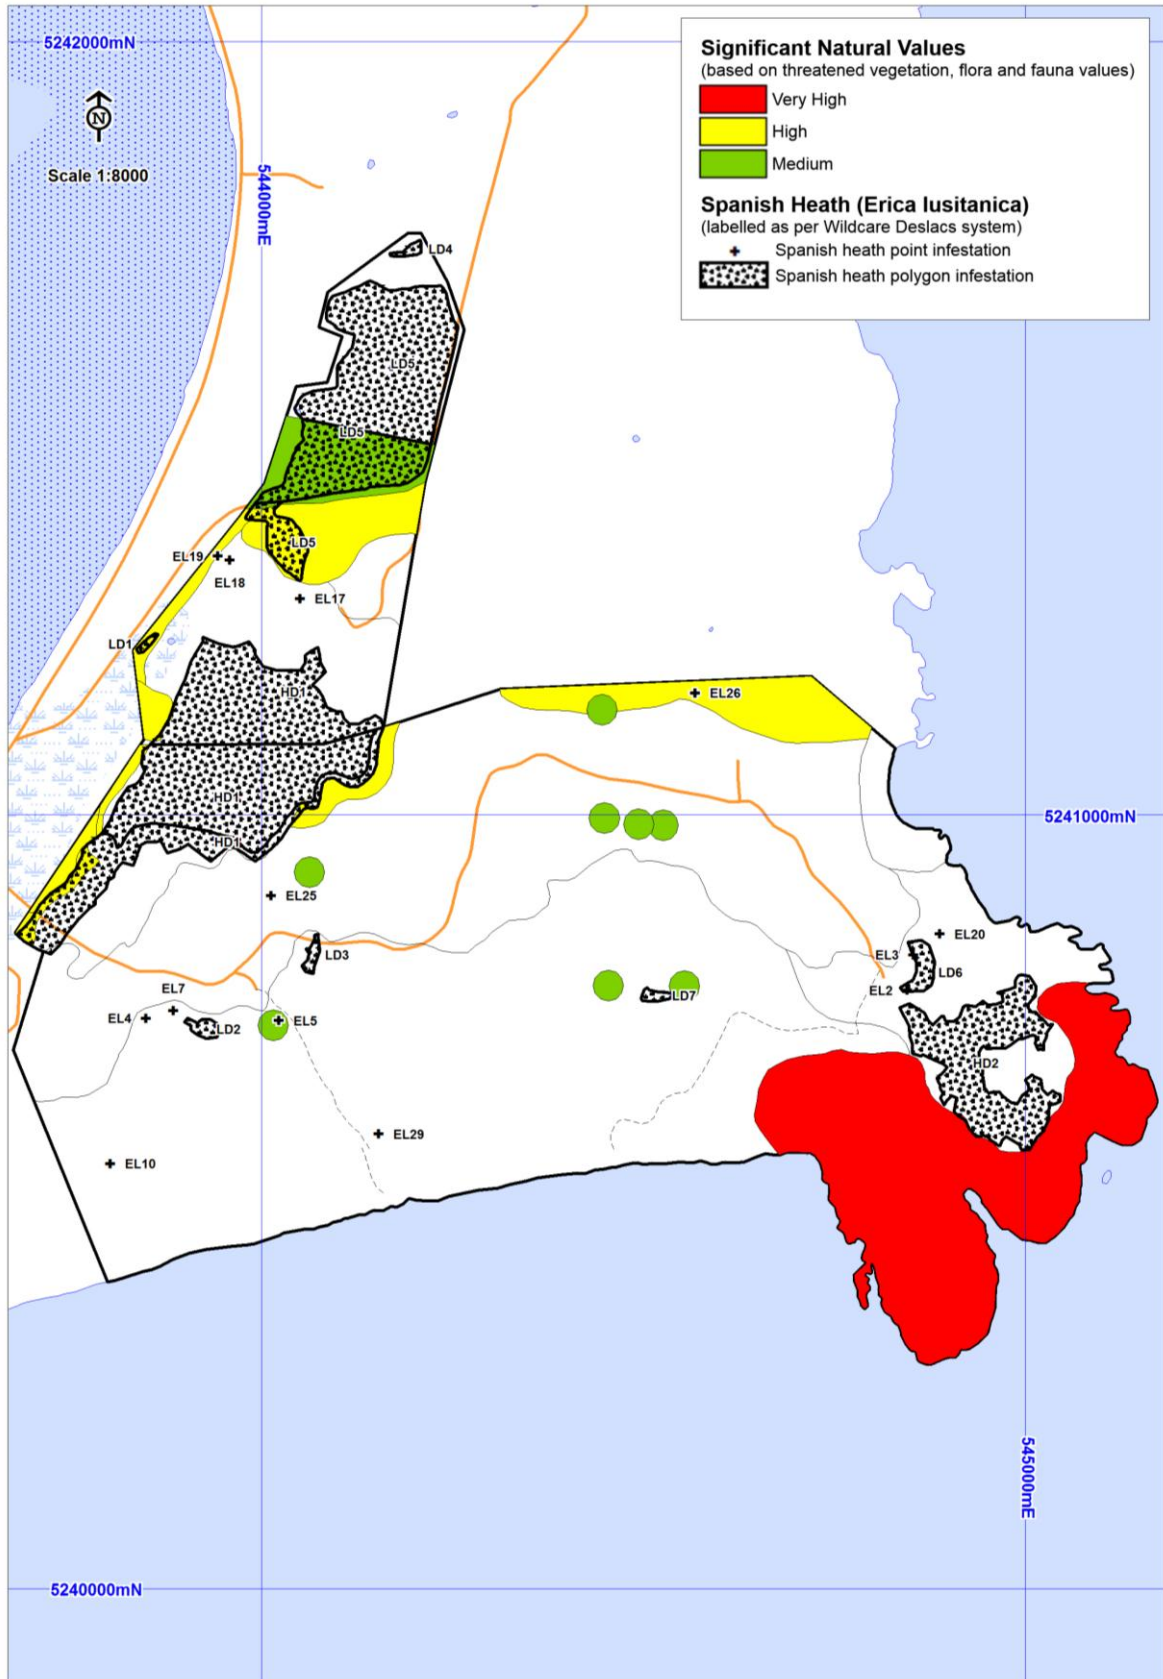 5242000mN
N
Scale 1:8000
544000mE
Significant Natural Values
(based on threatened vegetation, flora and fauna values)
Very High
High
Medium
Spanish Heath (Erica lusitanica)
(labelled as per Wildcare Deslacs system)
Spanish heath point infestation
Spanish heath polygon infestation
LD4
LD5
LD5
LD5
EL19
EL18
EL17
LD1
HD1
EL26
HD1
5241000mN
HD1
EL25
EL20
LD3
EL3
LD6
EL2
LD7
EL7
EL4
LD2
EL5
HD2
EL29
EL10
545000mE
5240000mN